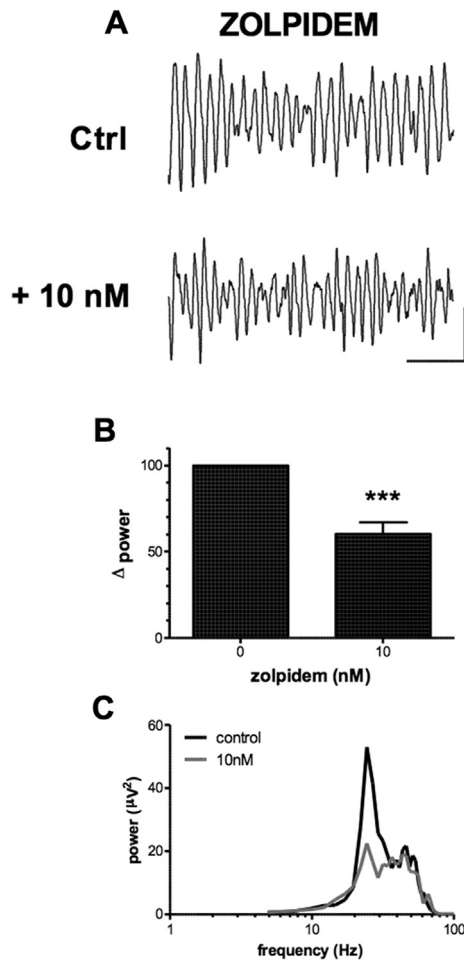 A ZOLPIDEM
Ctrl
+ 10 nM
B
100
50
0
Δ power
***
0 10
zolpidem (nM)
C
60
40
20
0
power (μV²)
control
10nM
1 10 100
frequency (Hz)